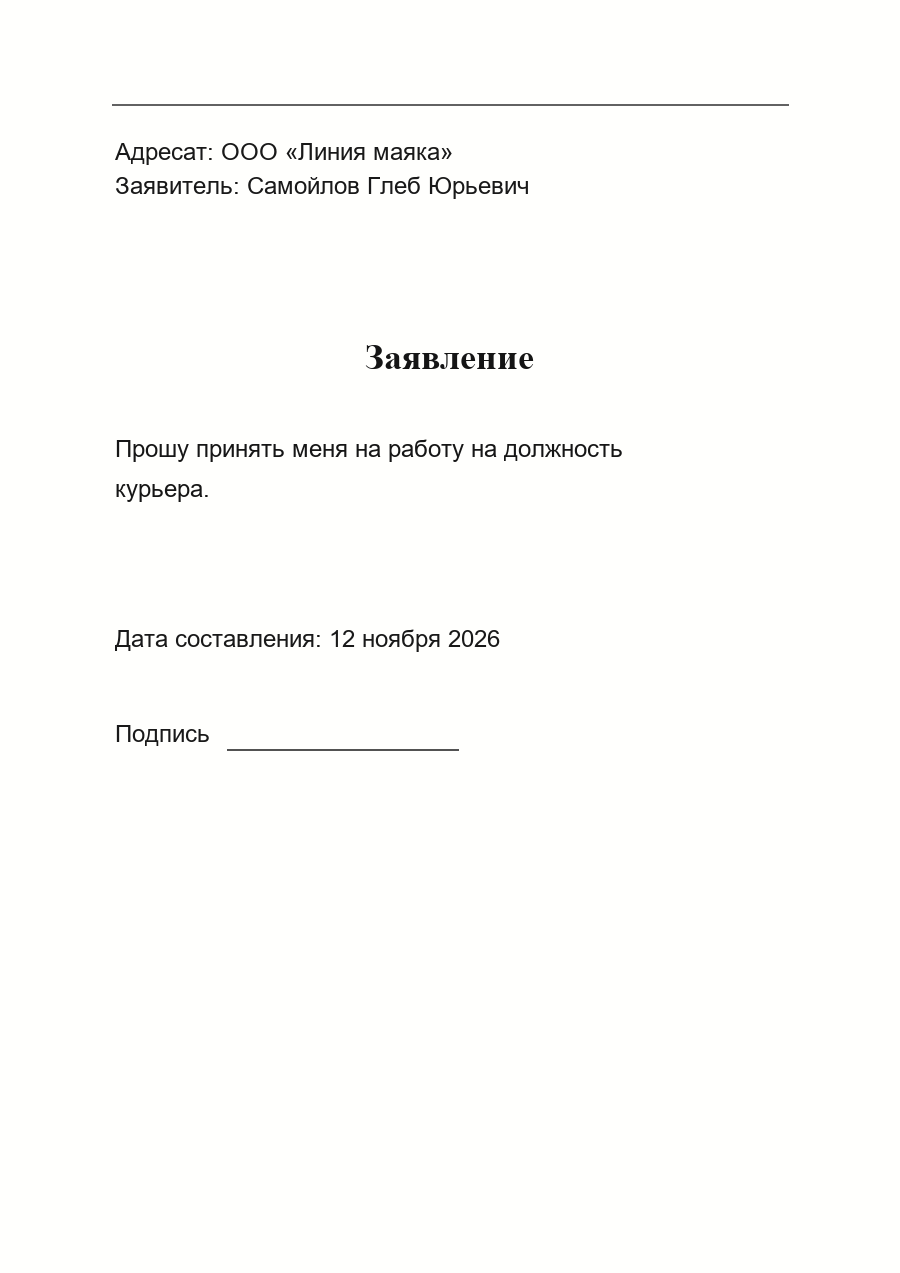 Адресат: ООО «Линия маяка»
Заявитель: Самойлов Глеб Юрьевич
Заявление
Прошу принять меня на работу на должность
курьера.
Дата составления: 12 ноября 2026
Подпись